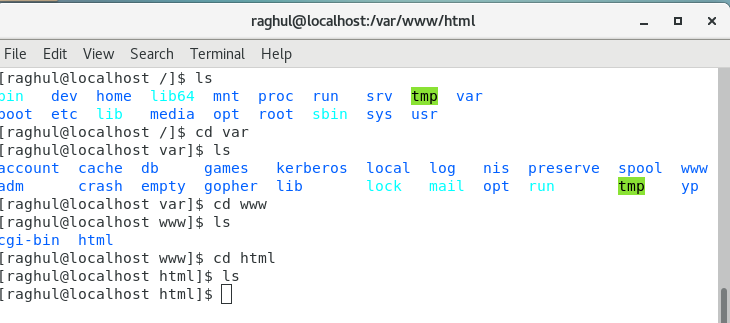 raghul@localhost:/var/www/html
File Edit View Search Terminal Help
[raghul@localhost /]$ ls
bin dev home lib64 mnt proc run srv tmp var
boot etc lib media opt root sbin sys usr
[raghul@localhost /]$ cd var
[raghul@localhost var]$ ls
account cache db games kerberos local log nis preserve spool www
adm crash empty gopher lib lock mail opt run tmp yp
[raghul@localhost var]$ cd www
[raghul@localhost www]$ ls
cgi-bin html
[raghul@localhost www]$ cd html
[raghul@localhost html]$ ls
[raghul@localhost html]$